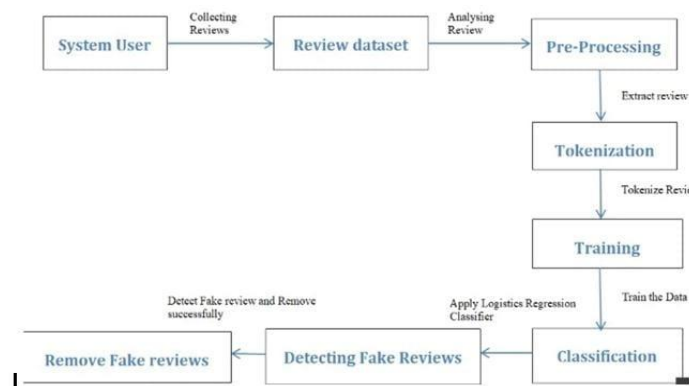 Collecting
Reviews
Analysing
Review
System User
Review dataset
Pre-Processing
Extract review
Tokenization
Tokenize
Training
Train the Data
Apply Logistics Regression
Classifier
Detect Fake review and Remove
successfully
Classification
Detecting Fake Reviews
Remove Fake reviews